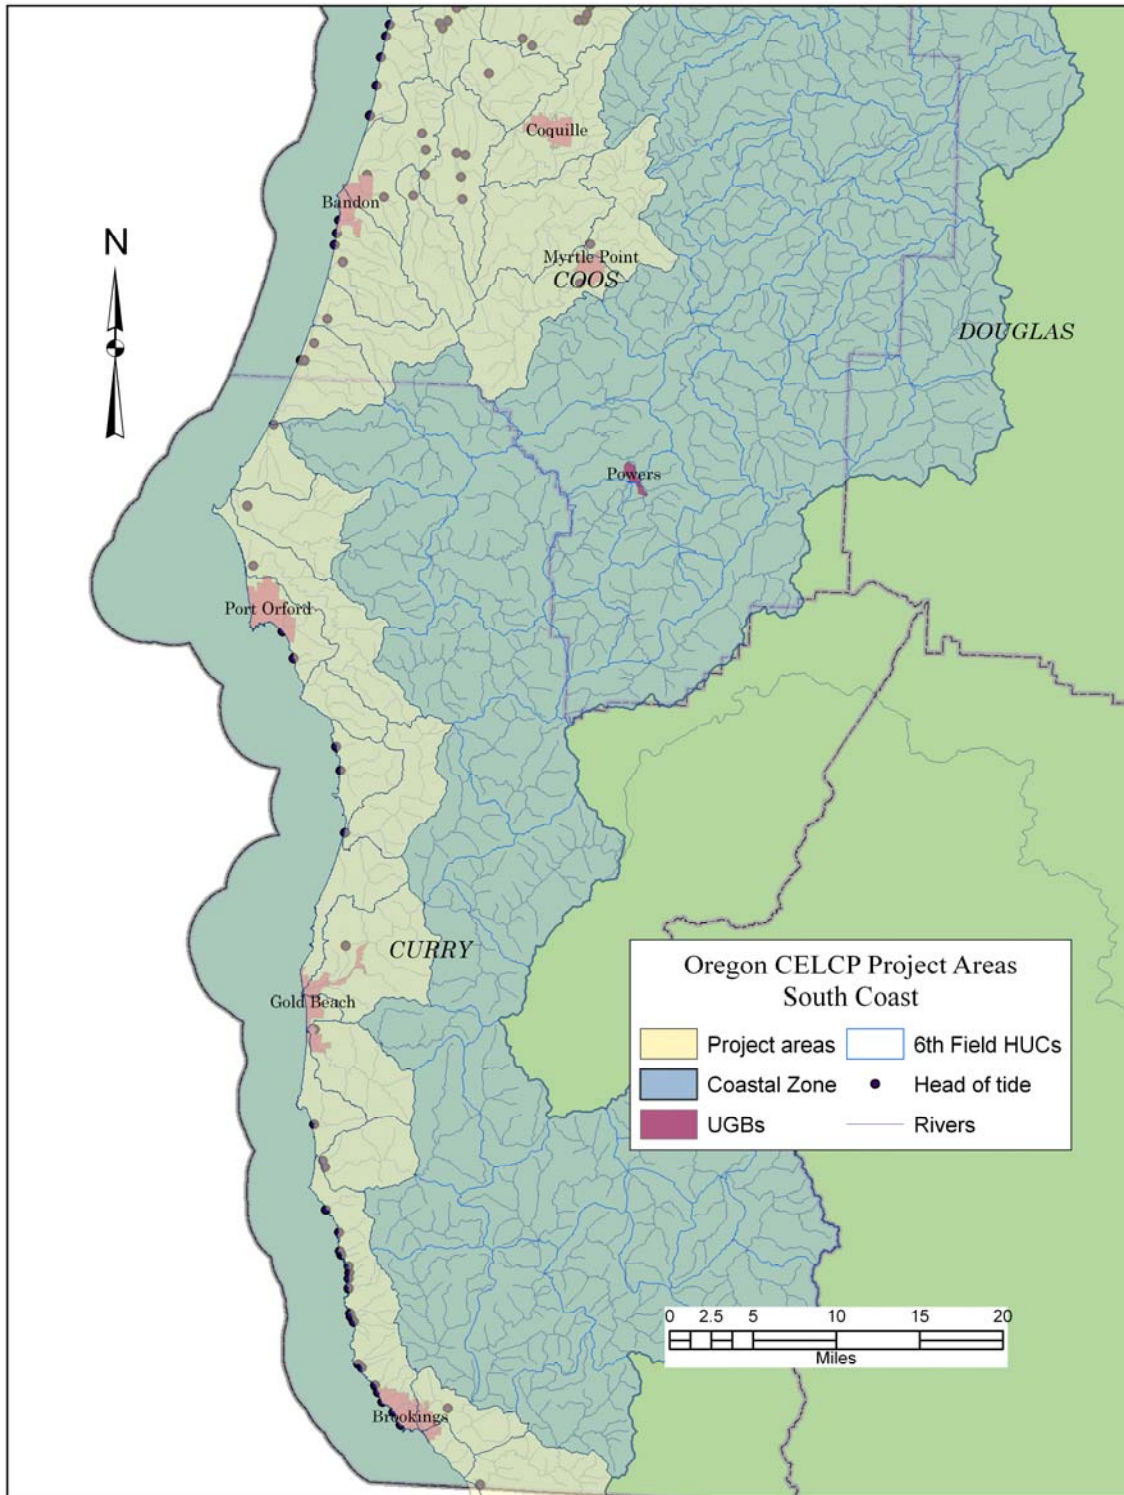 Coquille
Bandon
N
Myrtle Point
COOS
DOUGLAS
Powers
Port Orford
CURRY
Gold Beach
Oregon CELCP Project Areas
South Coast
Project areas
6th Field HUCs
Coastal Zone
Head of tide
UGBs
Rivers
0 2.5 5 10 15 20
Miles
Brookings